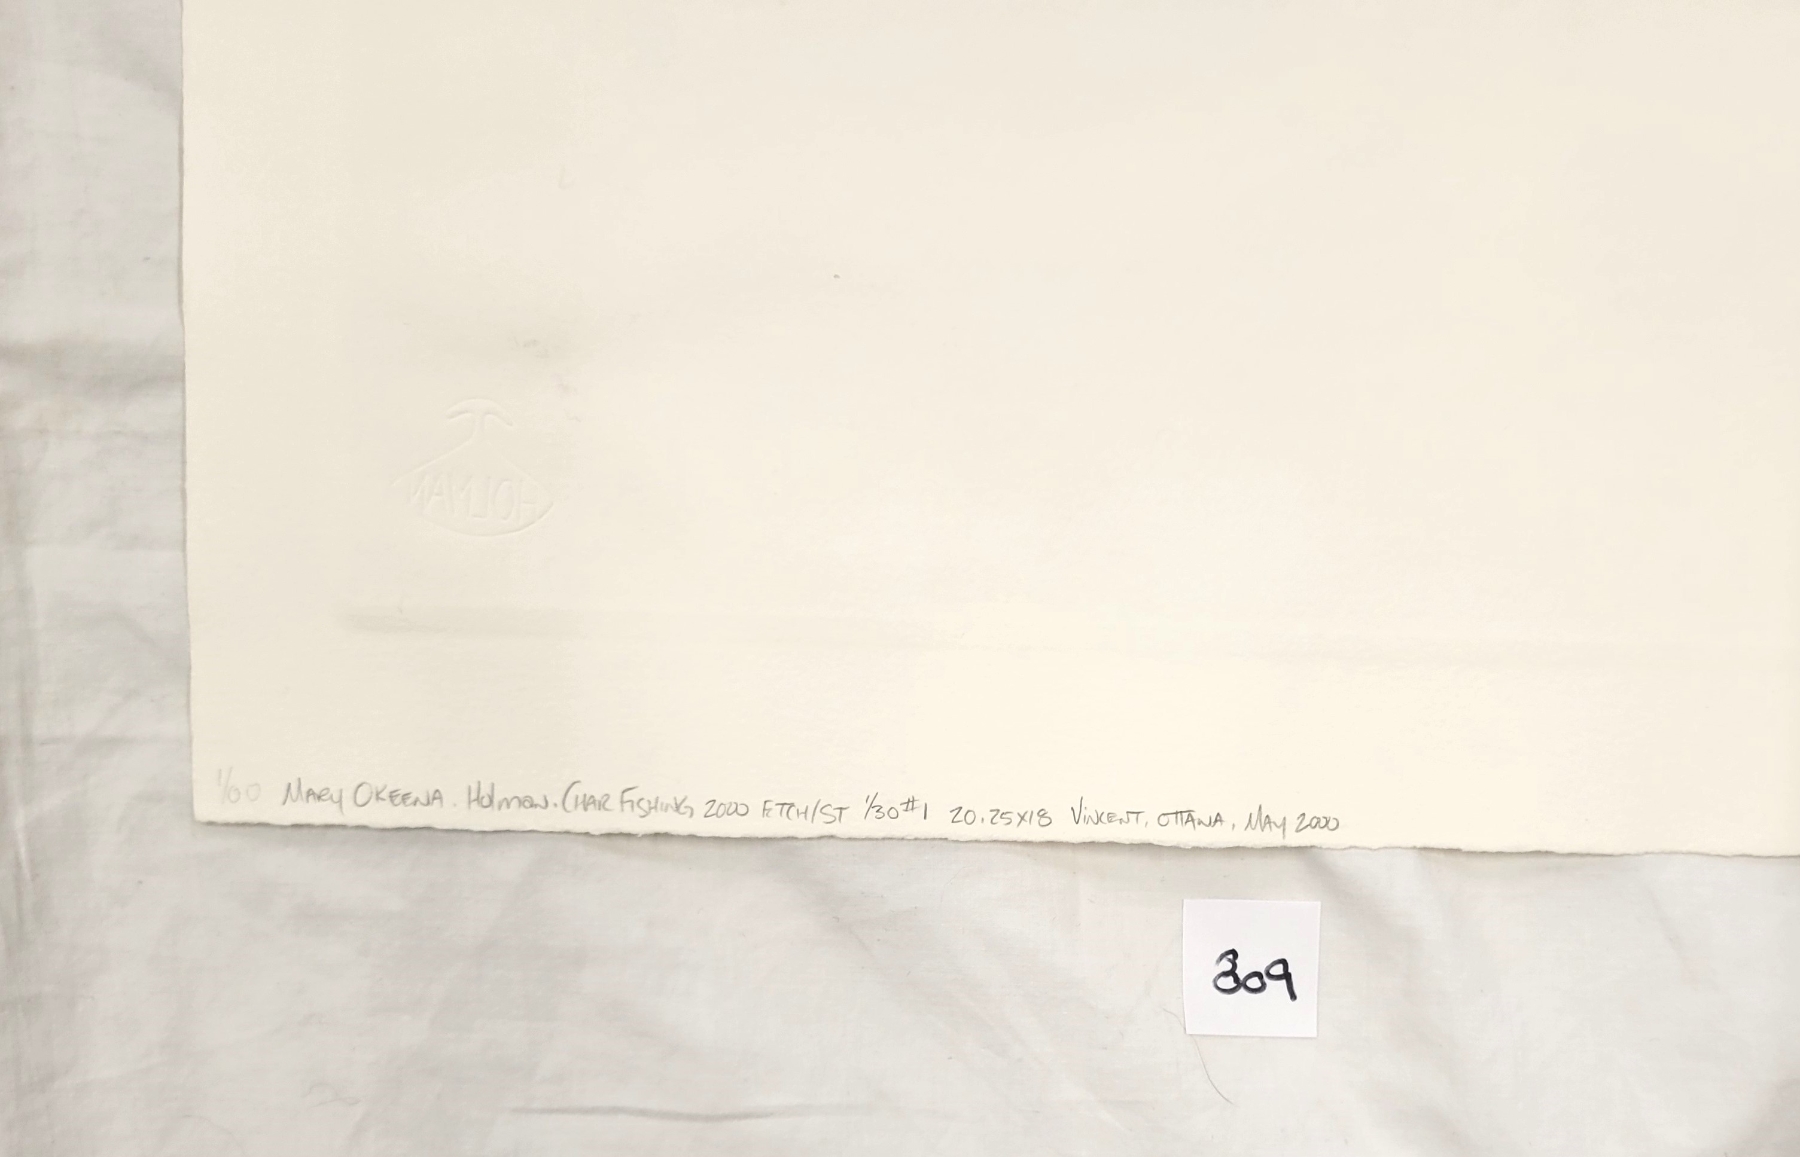 HOLMAN
1/00 MARY OKEENA. Holman. CHAR FISHING 2000 ETCH/ST 1/30 #1 20.25X18 VINCENT, OTTAWA, MAY 2000
309